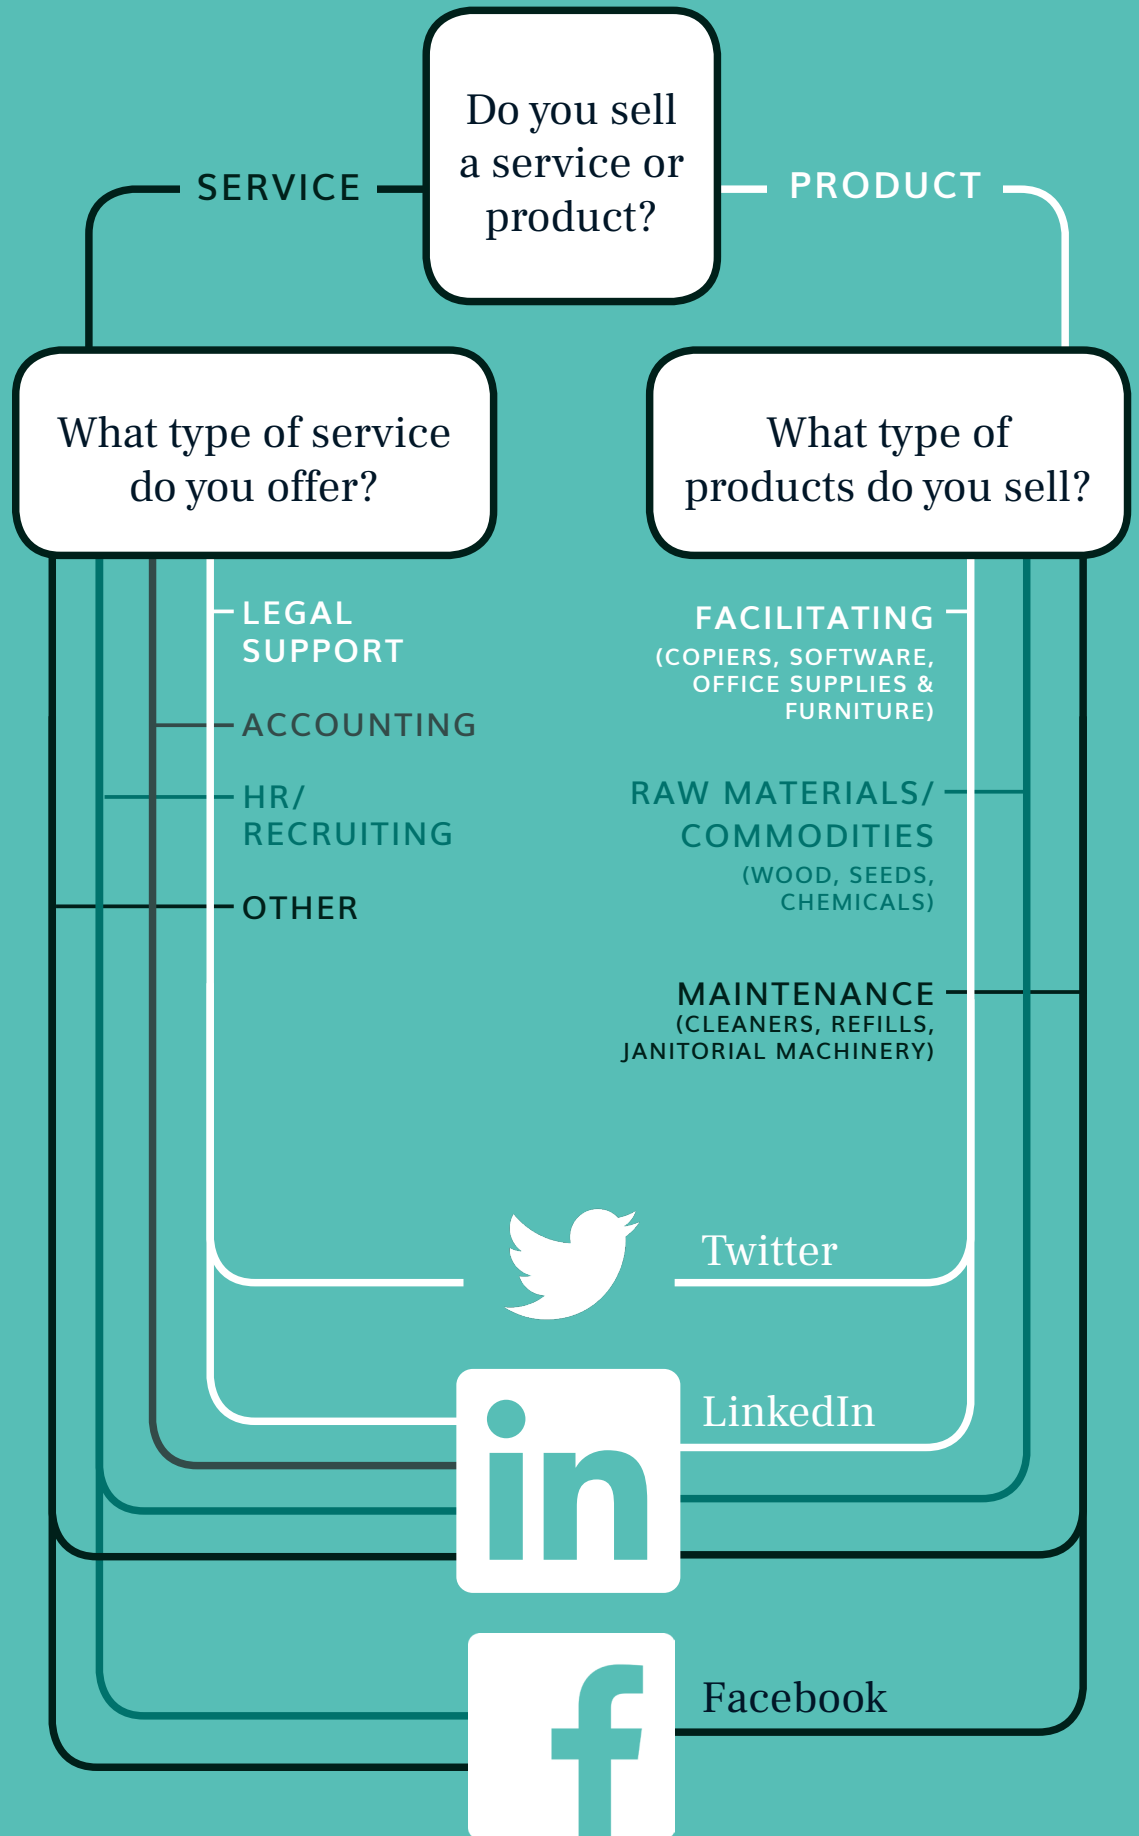 Do you sell
a service or
product?
SERVICE
PRODUCT
What type of service
do you offer?
What type of
products do you sell?
LEGAL
SUPPORT
ACCOUNTING
HR/
RECRUITING
OTHER
FACILITATING
(COPIERS, SOFTWARE,
OFFICE SUPPLIES &
FURNITURE)
RAW MATERIALS/
COMMODITIES
(WOOD, SEEDS,
CHEMICALS)
MAINTENANCE
(CLEANERS, REFILLS,
JANITORIAL MACHINERY)
Twitter
in
LinkedIn
f
Facebook